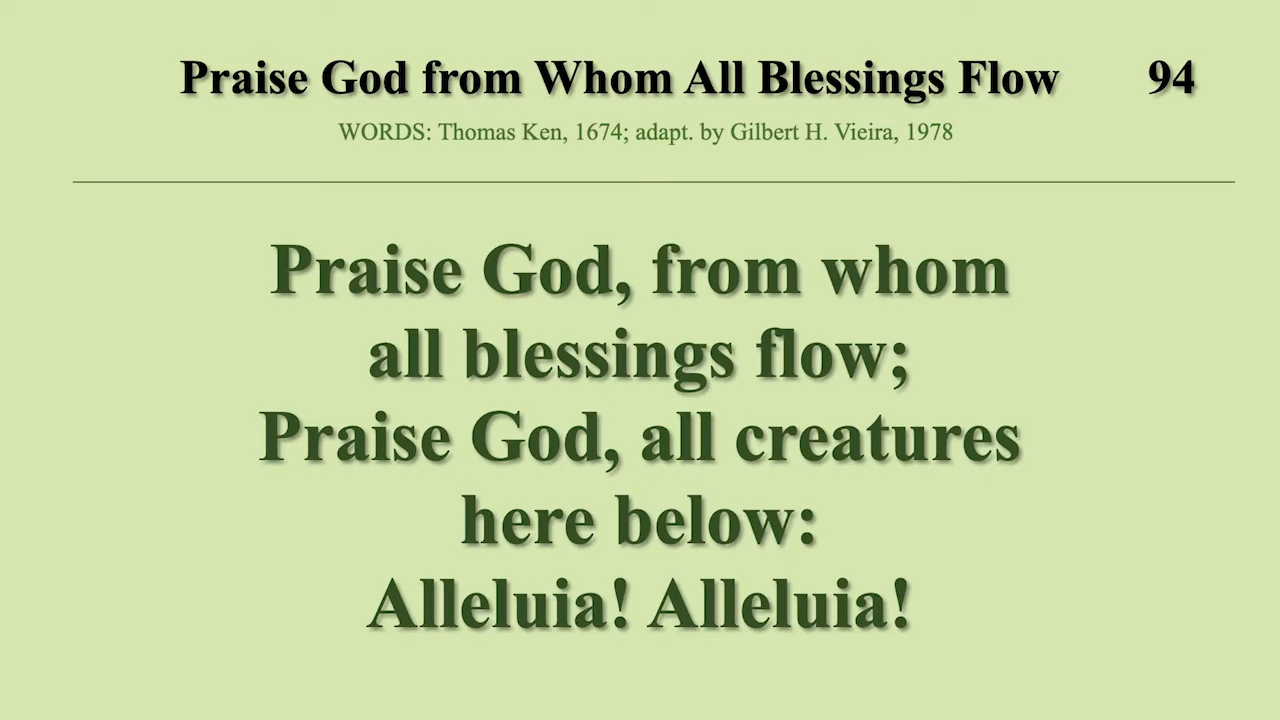 Praise God from Whom All Blessings Flow 94
WORDS: Thomas Ken, 1674; adapt. by Gilbert H. Vieira, 1978
Praise God, from whom
all blessings flow;
Praise God, all creatures
here below:
Alleluia! Alleluia!